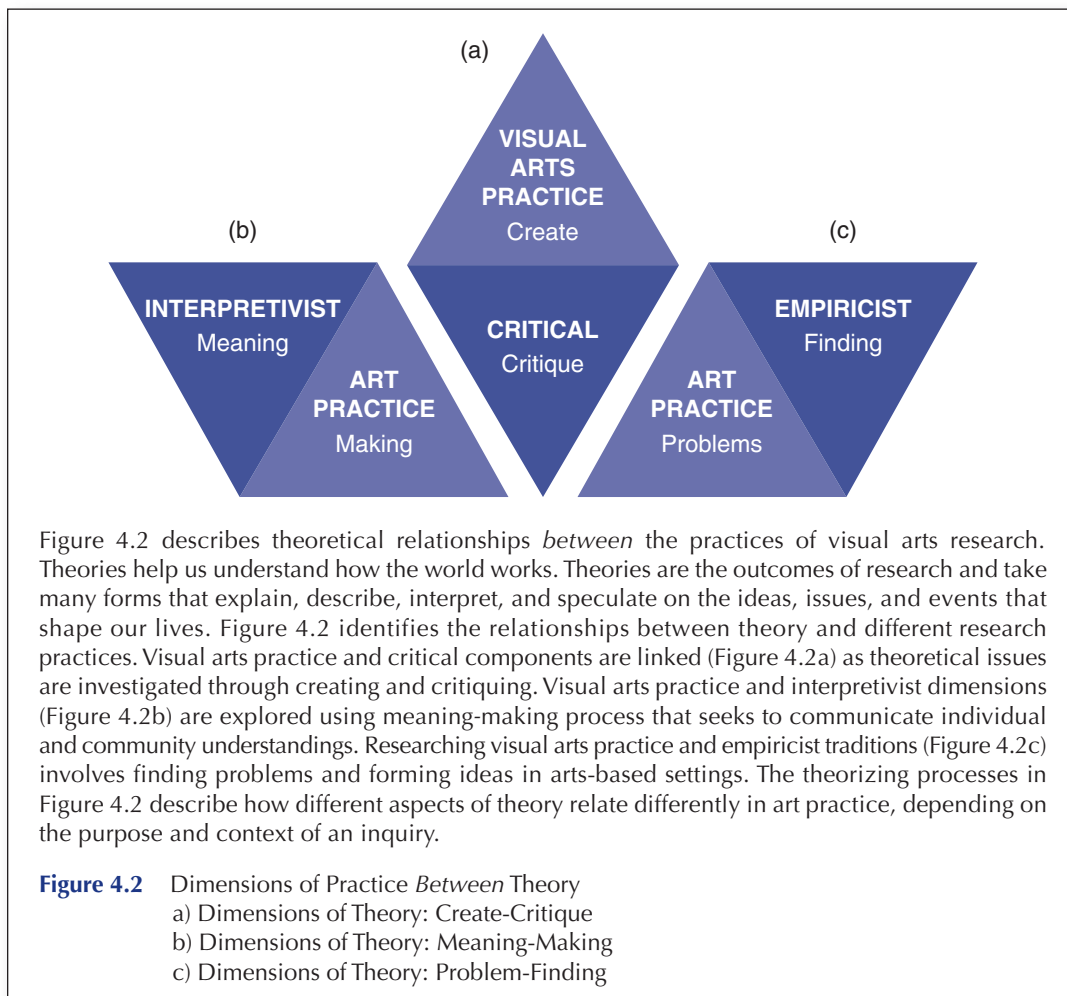 (a)
VISUAL
ARTS
PRACTICE
Create
(b)
(c)
INTERPRETIVIST
Meaning
CRITICAL
Critique
EMPIRICIST
Finding
ART
PRACTICE
Making
ART
PRACTICE
Problems
Figure 4.2 describes theoretical relationships between the practices of visual arts research.
Theories help us understand how the world works. Theories are the outcomes of research and take
many forms that explain, describe, interpret, and speculate on the ideas, issues, and events that
shape our lives. Figure 4.2 identifies the relationships between theory and different research
practices. Visual arts practice and critical components are linked (Figure 4.2a) as theoretical issues
are investigated through creating and critiquing. Visual arts practice and interpretivist dimensions
(Figure 4.2b) are explored using meaning-making process that seeks to communicate individual
and community understandings. Researching visual arts practice and empiricist traditions (Figure 4.2c)
involves finding problems and forming ideas in arts-based settings. The theorizing processes in
Figure 4.2 describe how different aspects of theory relate differently in art practice, depending on
the purpose and context of an inquiry.
Figure 4.2 Dimensions of Practice Between Theory
a) Dimensions of Theory: Create-Critique
b) Dimensions of Theory: Meaning-Making
c) Dimensions of Theory: Problem-Finding